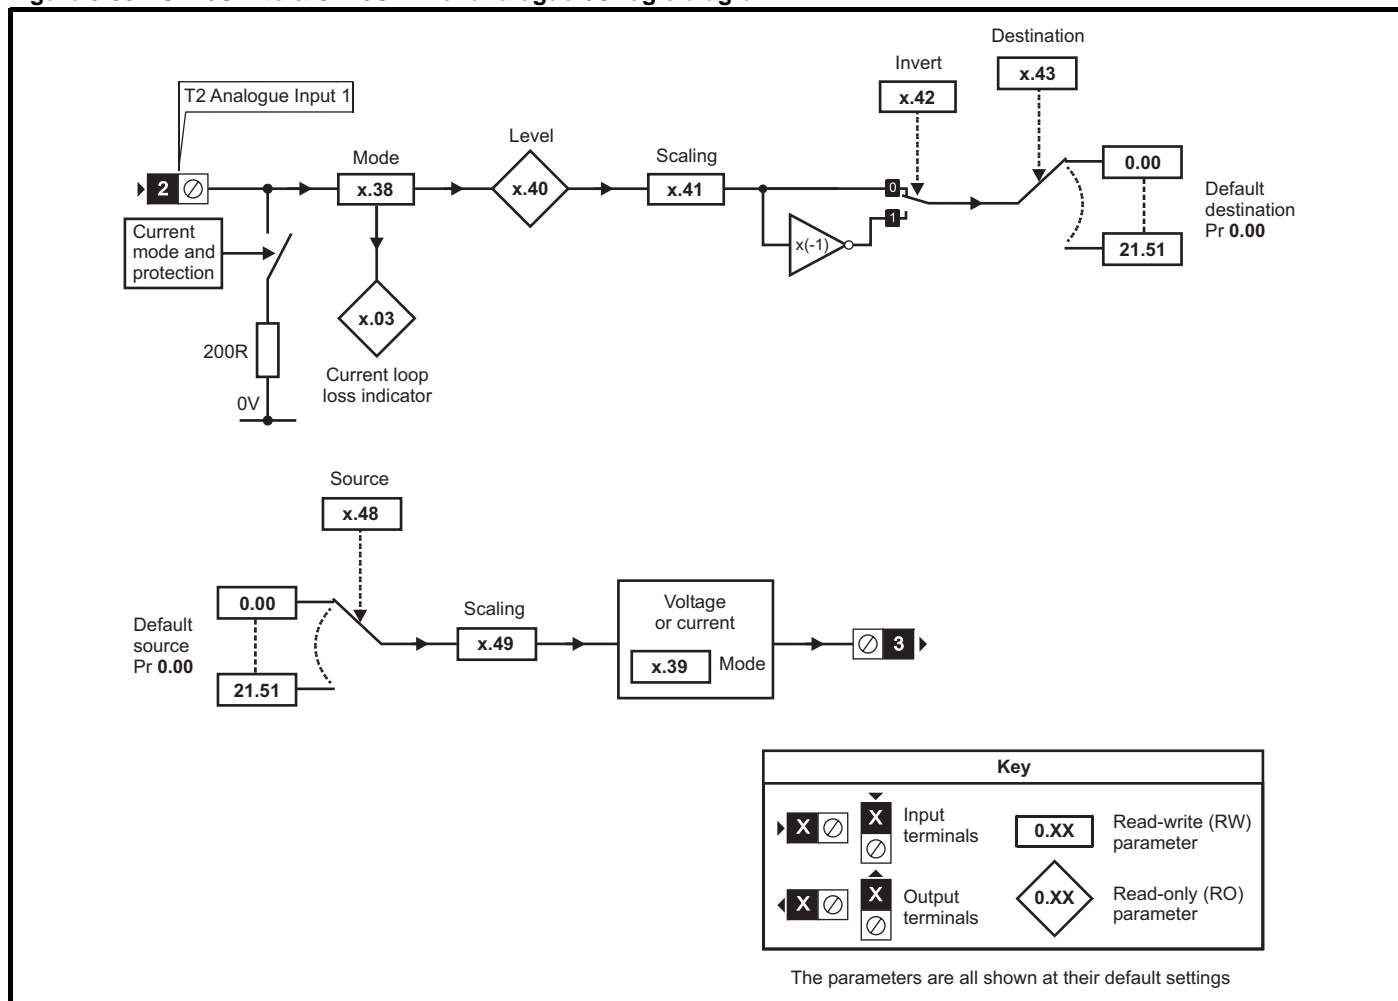 Destination
x.43
Invert
x.42
T2 Analogue Input 1
Level
Mode
Scaling
2
x.38
x.40
x.41
0
1
x(-1)
0.00
21.51
Default
destination
Pr 0.00
Current
mode and
protection
x.03
200R
Current loop
loss indicator
0V
Source
x.48
0.00
21.51
Default
source
Pr 0.00
Scaling
x.49
Voltage
or current
x.39
Mode
3
Key
X
X
Input
terminals
0.XX
Read-write (RW)
parameter
X
X
Output
terminals
0.XX
Read-only (RO)
parameter
The parameters are all shown at their default settings